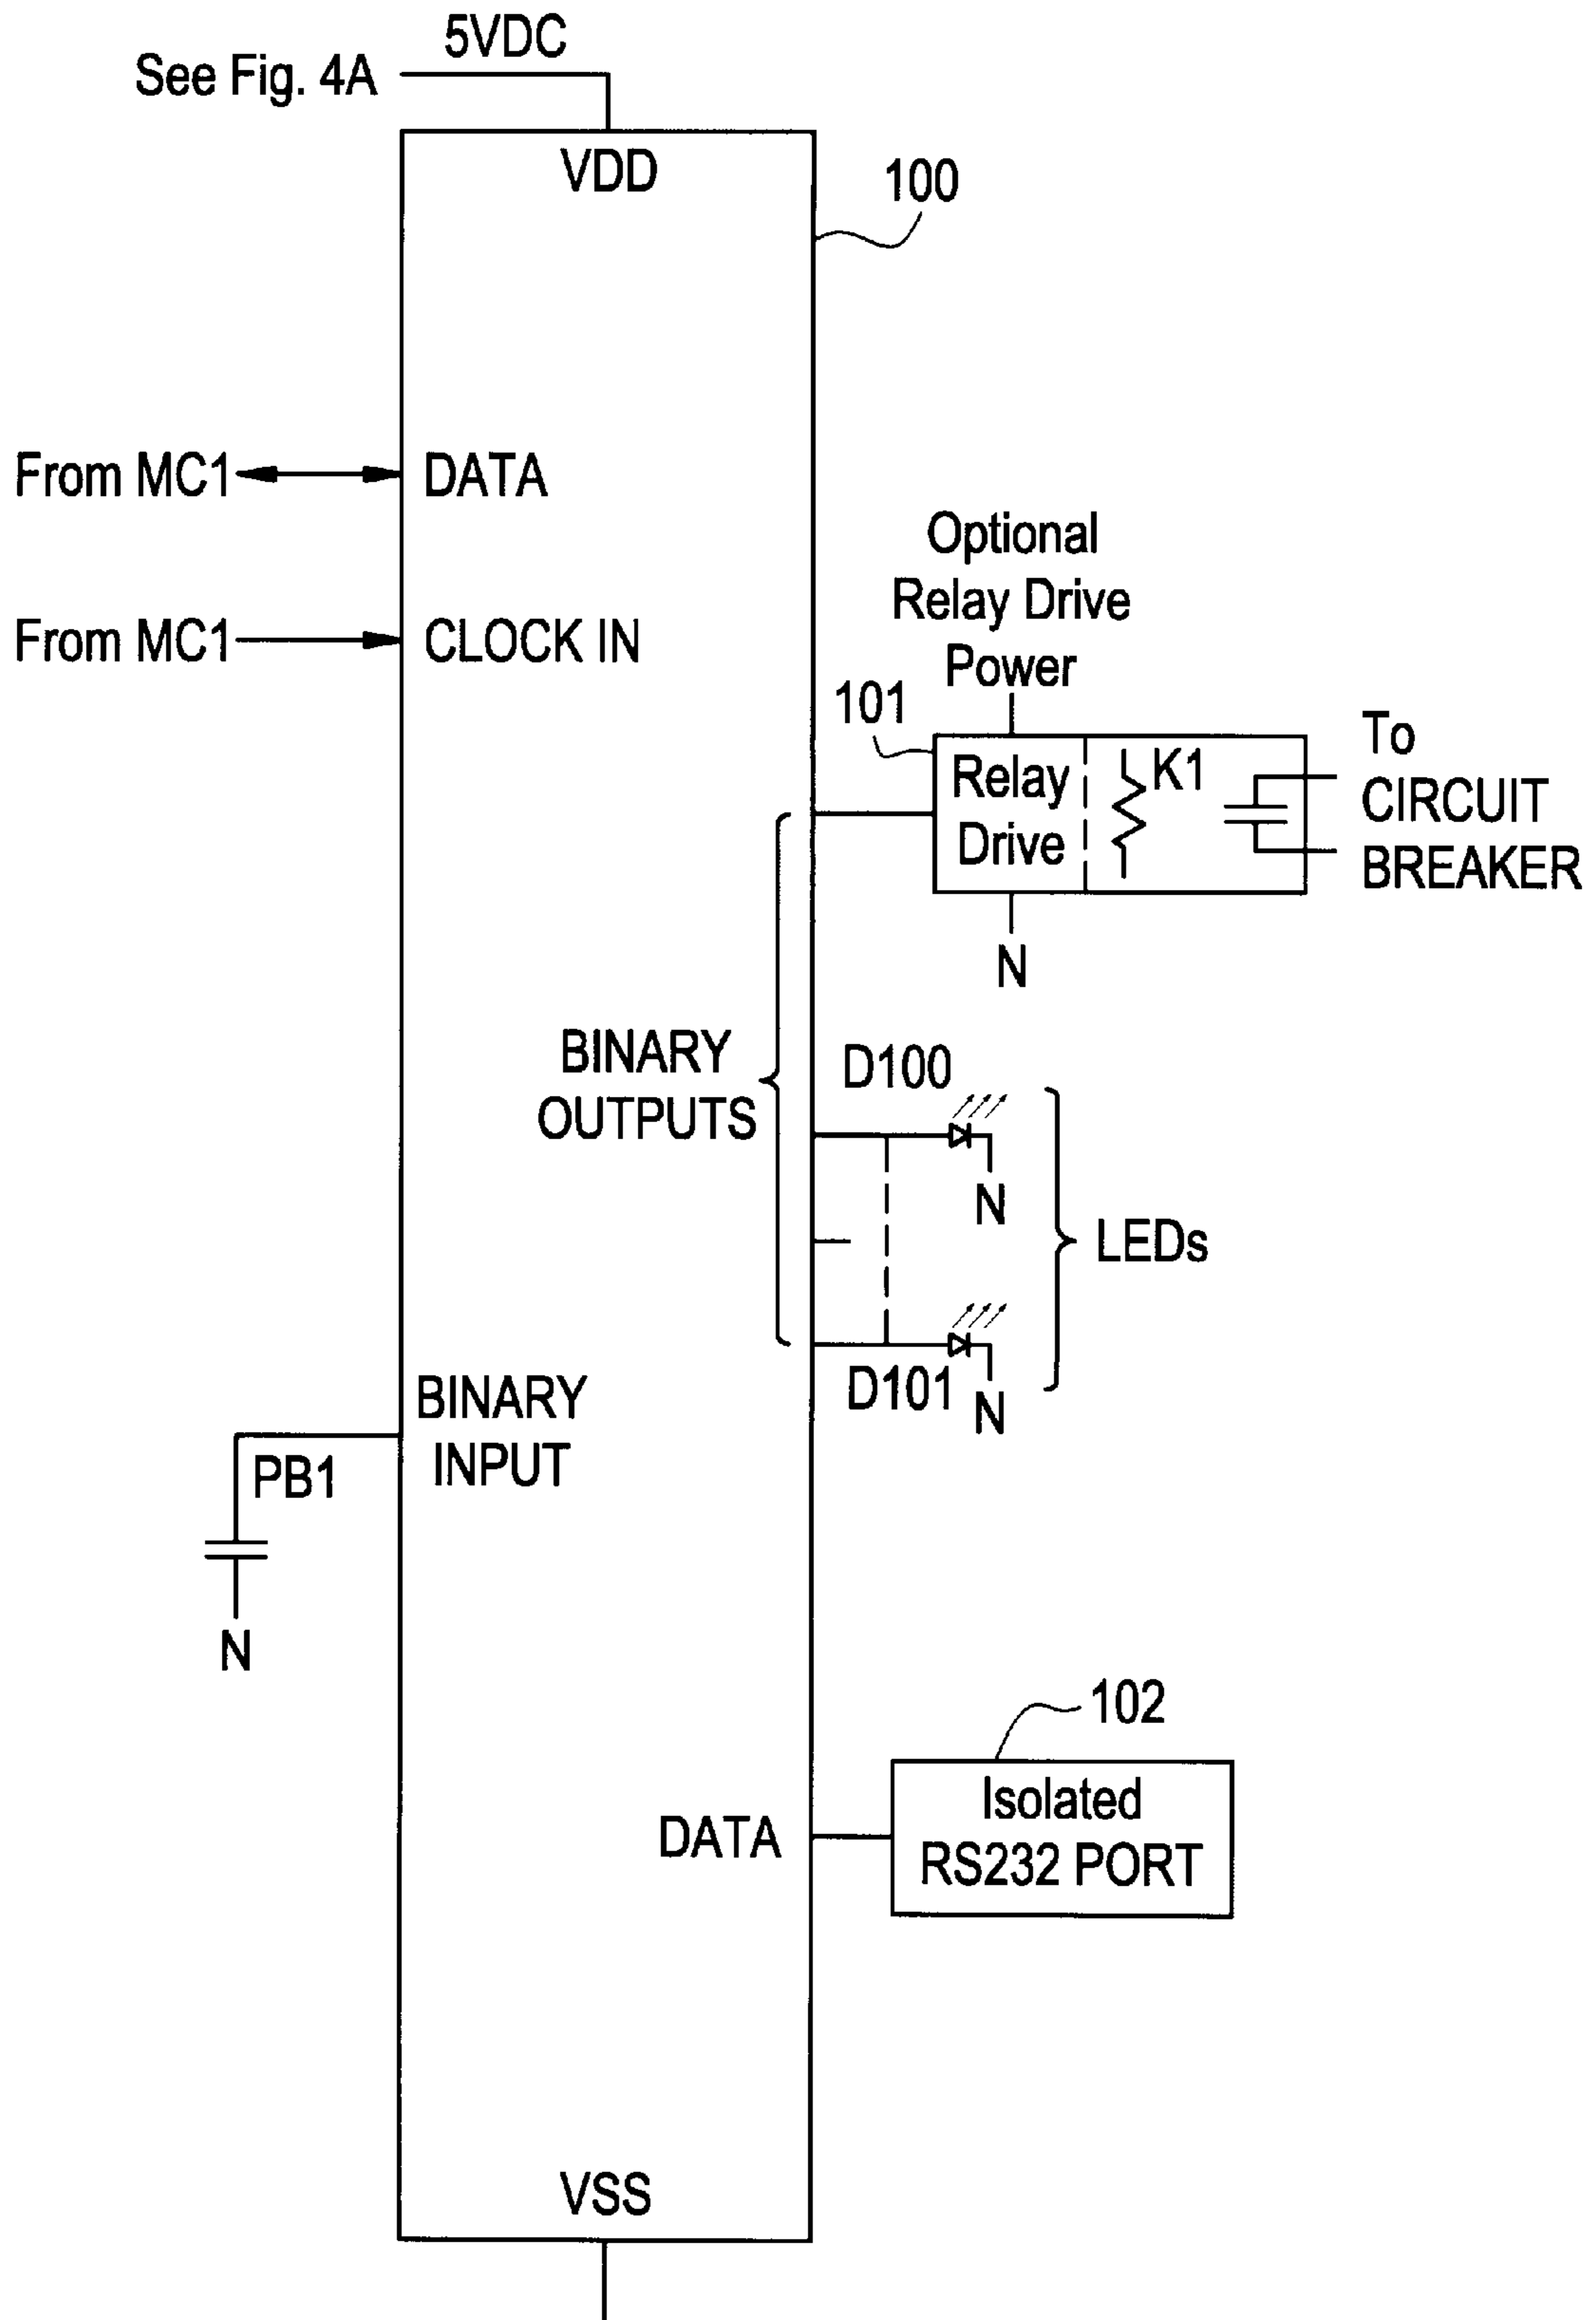 5VDC
See Fig. 4A
VDD
100
From MC1
DATA
From MC1
CLOCK IN
Optional
Relay Drive
Power
101
Relay
Drive
K1
To
CIRCUIT
BREAKER
N
BINARY
OUTPUTS
D100
N
LEDs
D101
N
BINARY
INPUT
PB1
N
102
Isolated
RS232 PORT
DATA
VSS